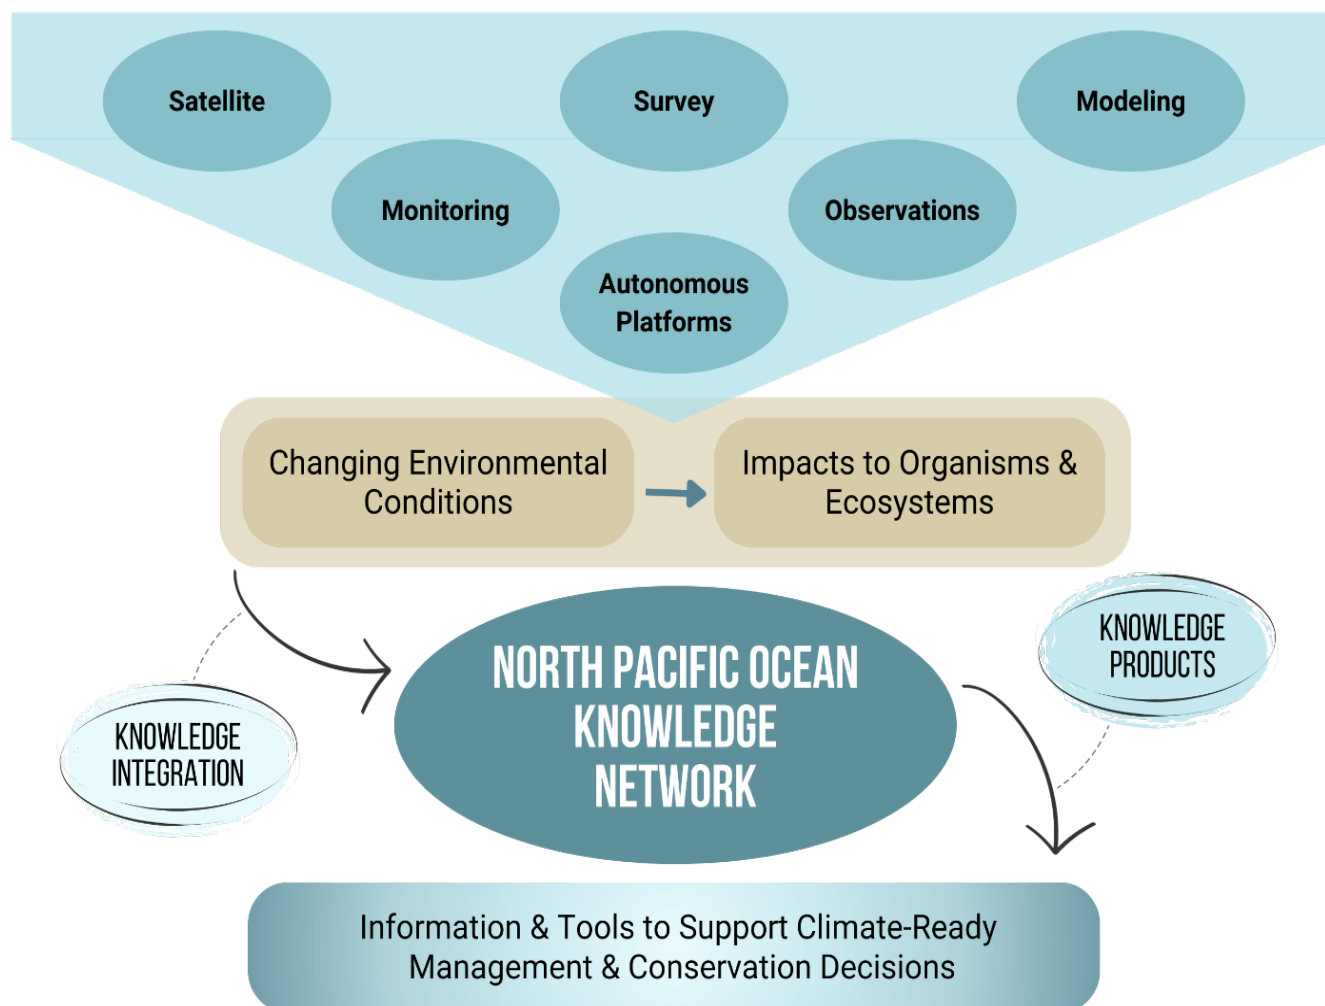 Satellite
Survey
Modeling
Monitoring
Observations
Autonomous
Platforms
Changing Environmental
Conditions
Impacts to Organisms &
Ecosystems
KNOWLEDGE
PRODUCTS
NORTH PACIFIC OCEAN
KNOWLEDGE
NETWORK
KNOWLEDGE
INTEGRATION
Information & Tools to Support Climate-Ready
Management & Conservation Decisions